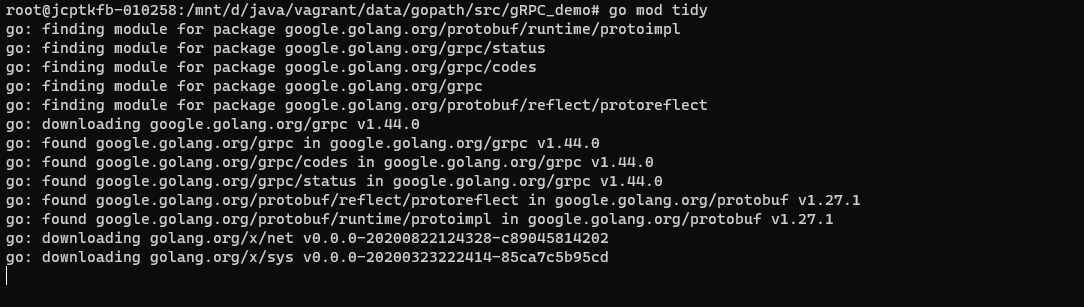 root@jcptkfb-010258:/mnt/d/java/vagrant/data/gopath/src/gRPC_demo# go mod tidy
go: finding module for package google.golang.org/protobuf/runtime/protoimpl
go: finding module for package google.golang.org/grpc/status
go: finding module for package google.golang.org/grpc/codes
go: finding module for package google.golang.org/grpc
go: finding module for package google.golang.org/protobuf/reflect/protoreflect
go: downloading google.golang.org/grpc v1.44.0
go: found google.golang.org/grpc in google.golang.org/grpc v1.44.0
go: found google.golang.org/grpc/codes in google.golang.org/grpc v1.44.0
go: found google.golang.org/grpc/status in google.golang.org/grpc v1.44.0
go: found google.golang.org/protobuf/reflect/protoreflect in google.golang.org/protobuf v1.27.1
go: found google.golang.org/protobuf/runtime/protoimpl in google.golang.org/protobuf v1.27.1
go: downloading golang.org/x/net v0.0.0-20200822124328-c89045814202
go: downloading golang.org/x/sys v0.0.0-20200323222414-85ca7c5b95cd